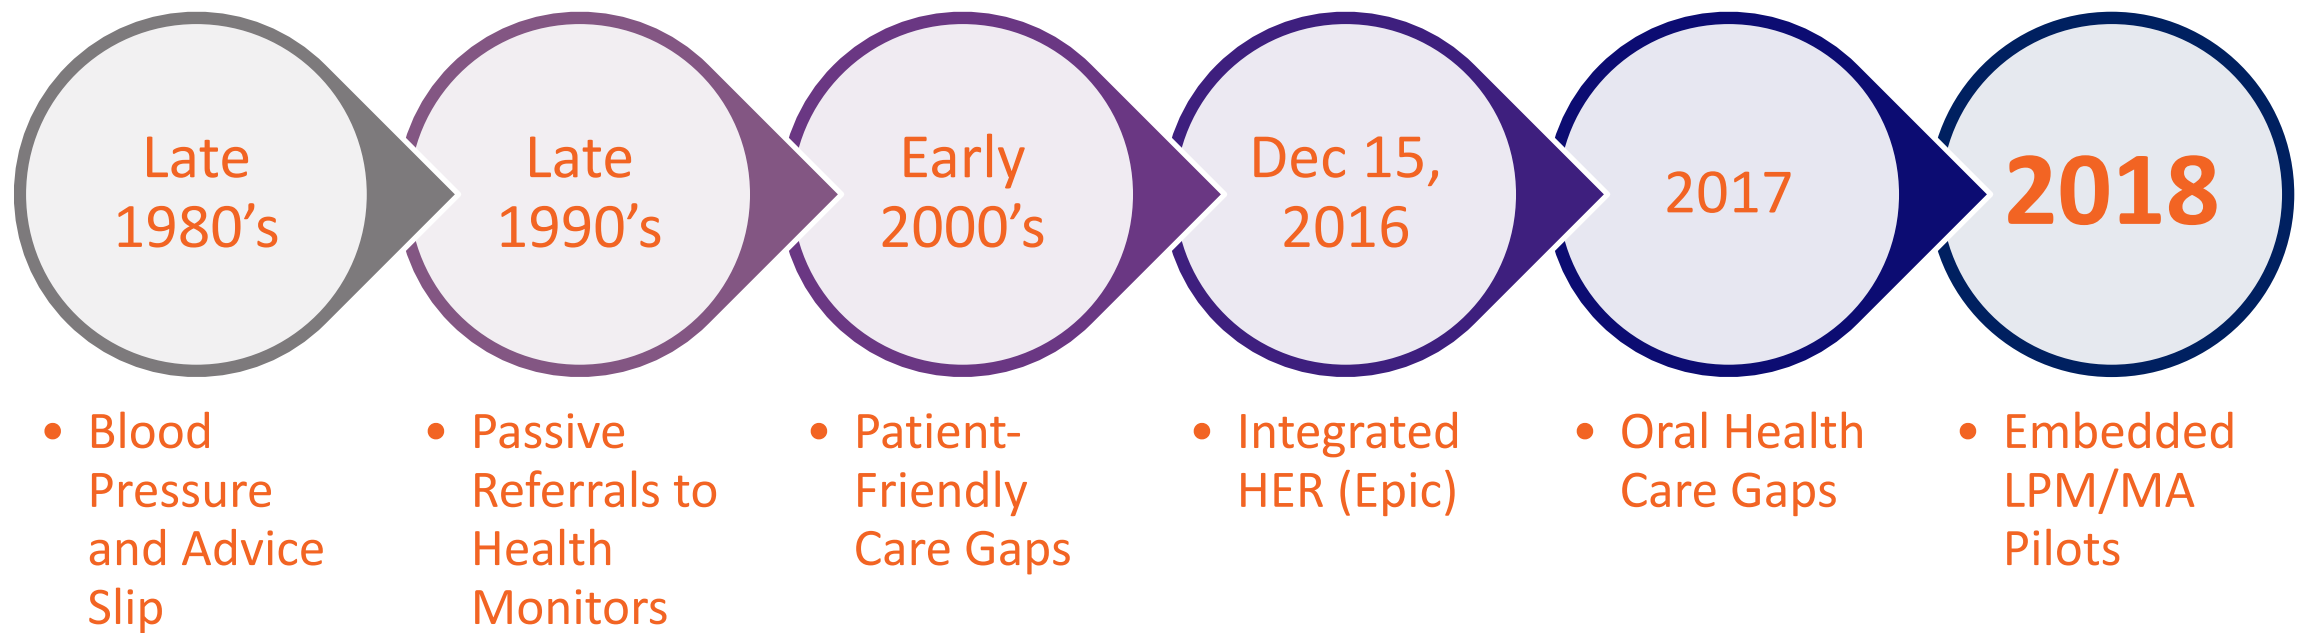 Late
1980’s
Late
1990’s
Early
2000’s
Dec 15,
2016
2017
2018
• Blood
Pressure
and Advice
Slip
• Passive
Referrals to
Health
Monitors
• Patient-
Friendly
Care Gaps
• Integrated
HER (Epic)
• Oral Health
Care Gaps
• Embedded
LPM/MA
Pilots